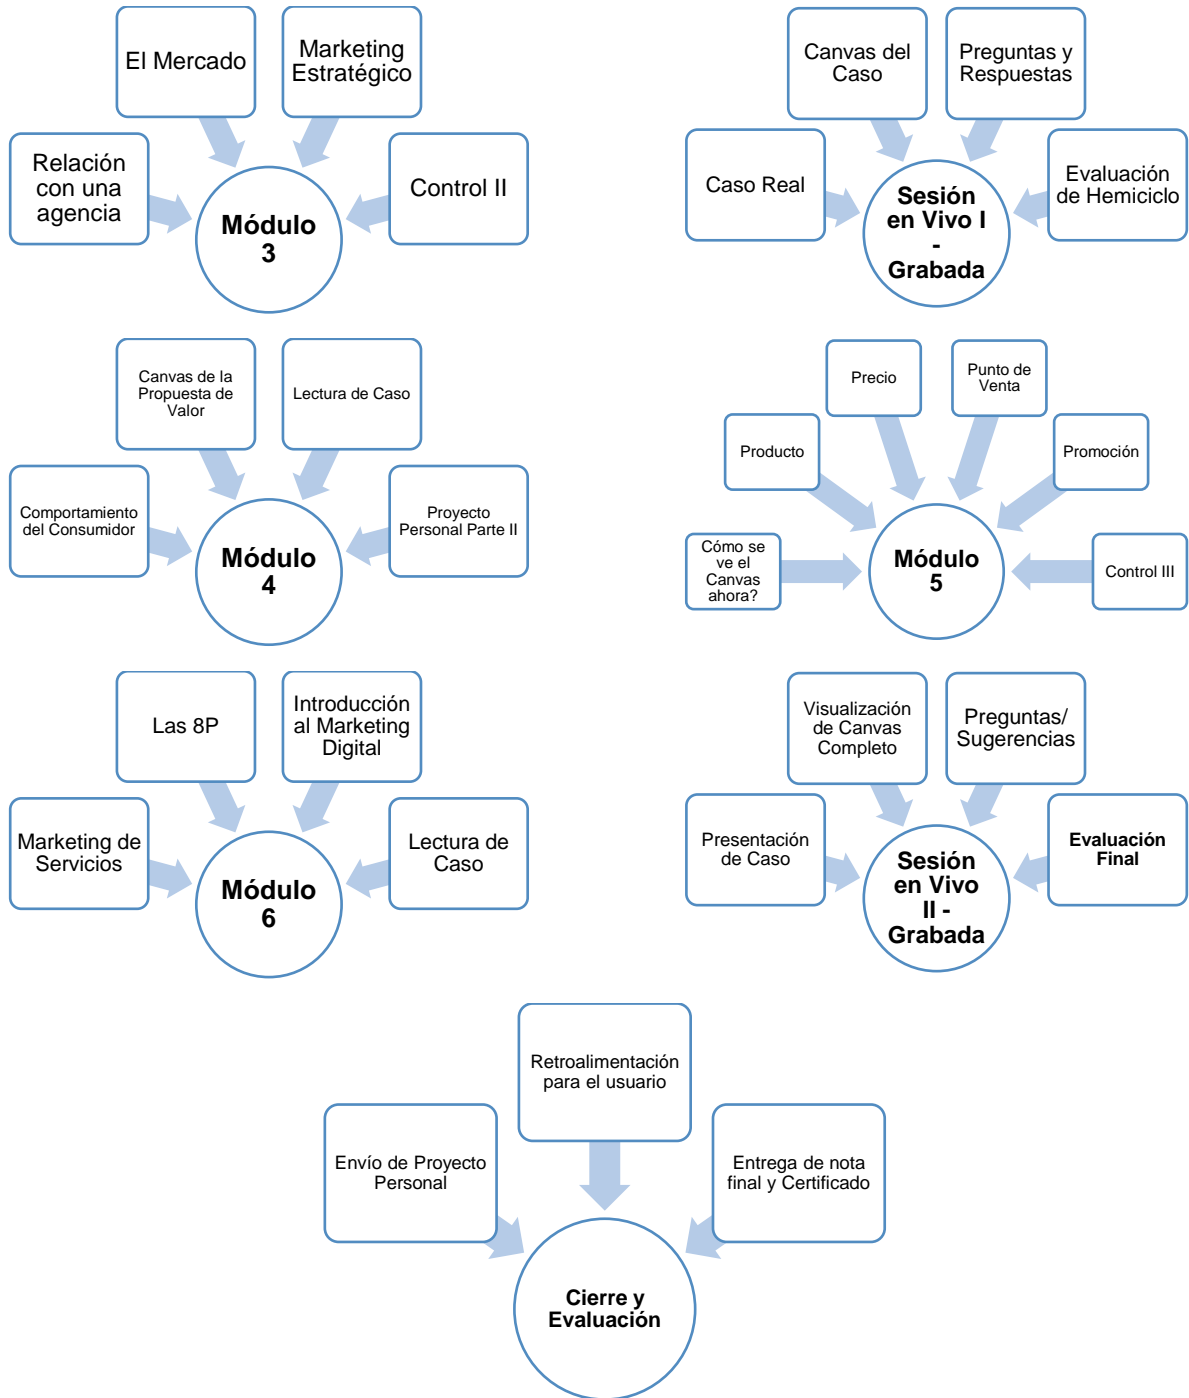 Relación
con una
agencia
El Mercado
Marketing
Estratégico
Control II
Módulo
3
Caso Real
Canvas del
Caso
Preguntas y
Respuestas
Evaluación
de Hemiciclo
Sesión
en Vivo I
-
Grabada
Comportamiento
del Consumidor
Canvas de la
Propuesta de
Valor
Lectura de Caso
Proyecto
Personal Parte II
Módulo
4
Cómo se
ve el
Canvas
ahora?
Producto
Precio
Punto de
Venta
Promoción
Control III
Módulo
5
Marketing de
Servicios
Las 8P
Introducción
al Marketing
Digital
Lectura de
Caso
Módulo
6
Presentación
de Caso
Visualización
de Canvas
Completo
Preguntas/
Sugerencias
Evaluación
Final
Sesión
en Vivo
II -
Grabada
Envío de Proyecto
Personal
Retroalimentación
para el usuario
Entrega de nota
final y Certificado
Cierre y
Evaluación